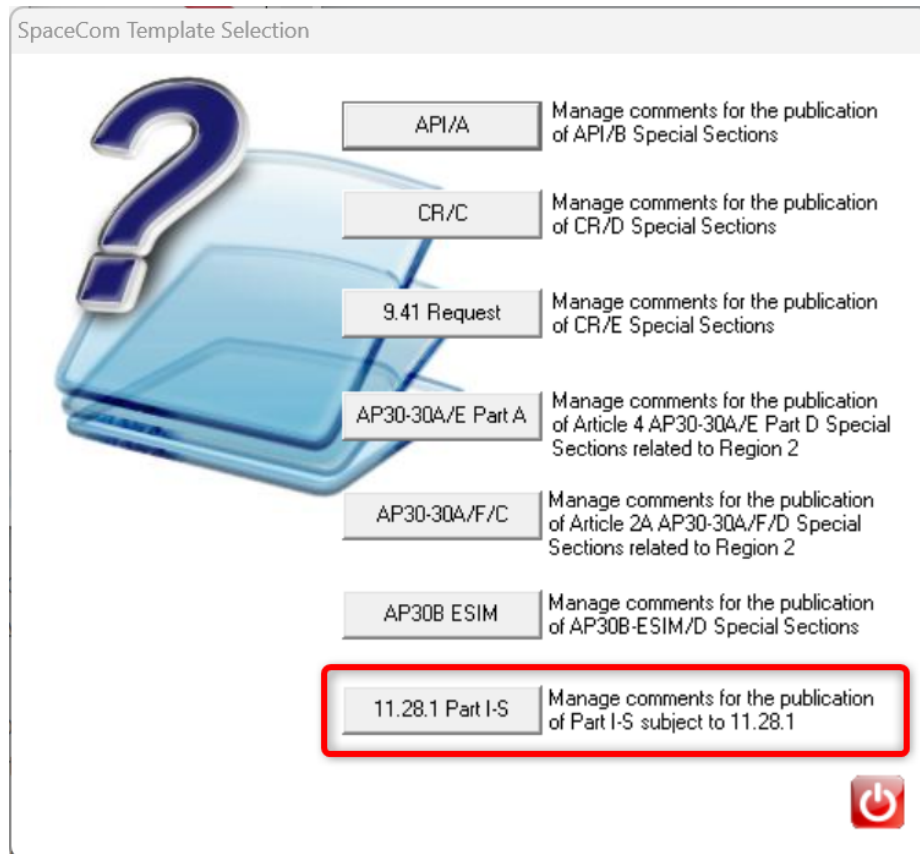 SpaceCom Template Selection
API/A
Manage comments for the publication
of API/B Special Sections
CR/C
Manage comments for the publication
of CR/D Special Sections
9.41 Request
Manage comments for the publication
of CR/E Special Sections
AP30-30A/E Part A
Manage comments for the publication
of Article 4 AP30-30A/E Part D Special
Sections related to Region 2
AP30-30A/F/C
Manage comments for the publication
of Article 2A AP30-30A/F/D Special
Sections related to Region 2
AP30B ESIM
Manage comments for the publication
of AP30B-ESIM/D Special Sections
11.28.1 Part I-S
Manage comments for the publication
of Part I-S subject to 11.28.1